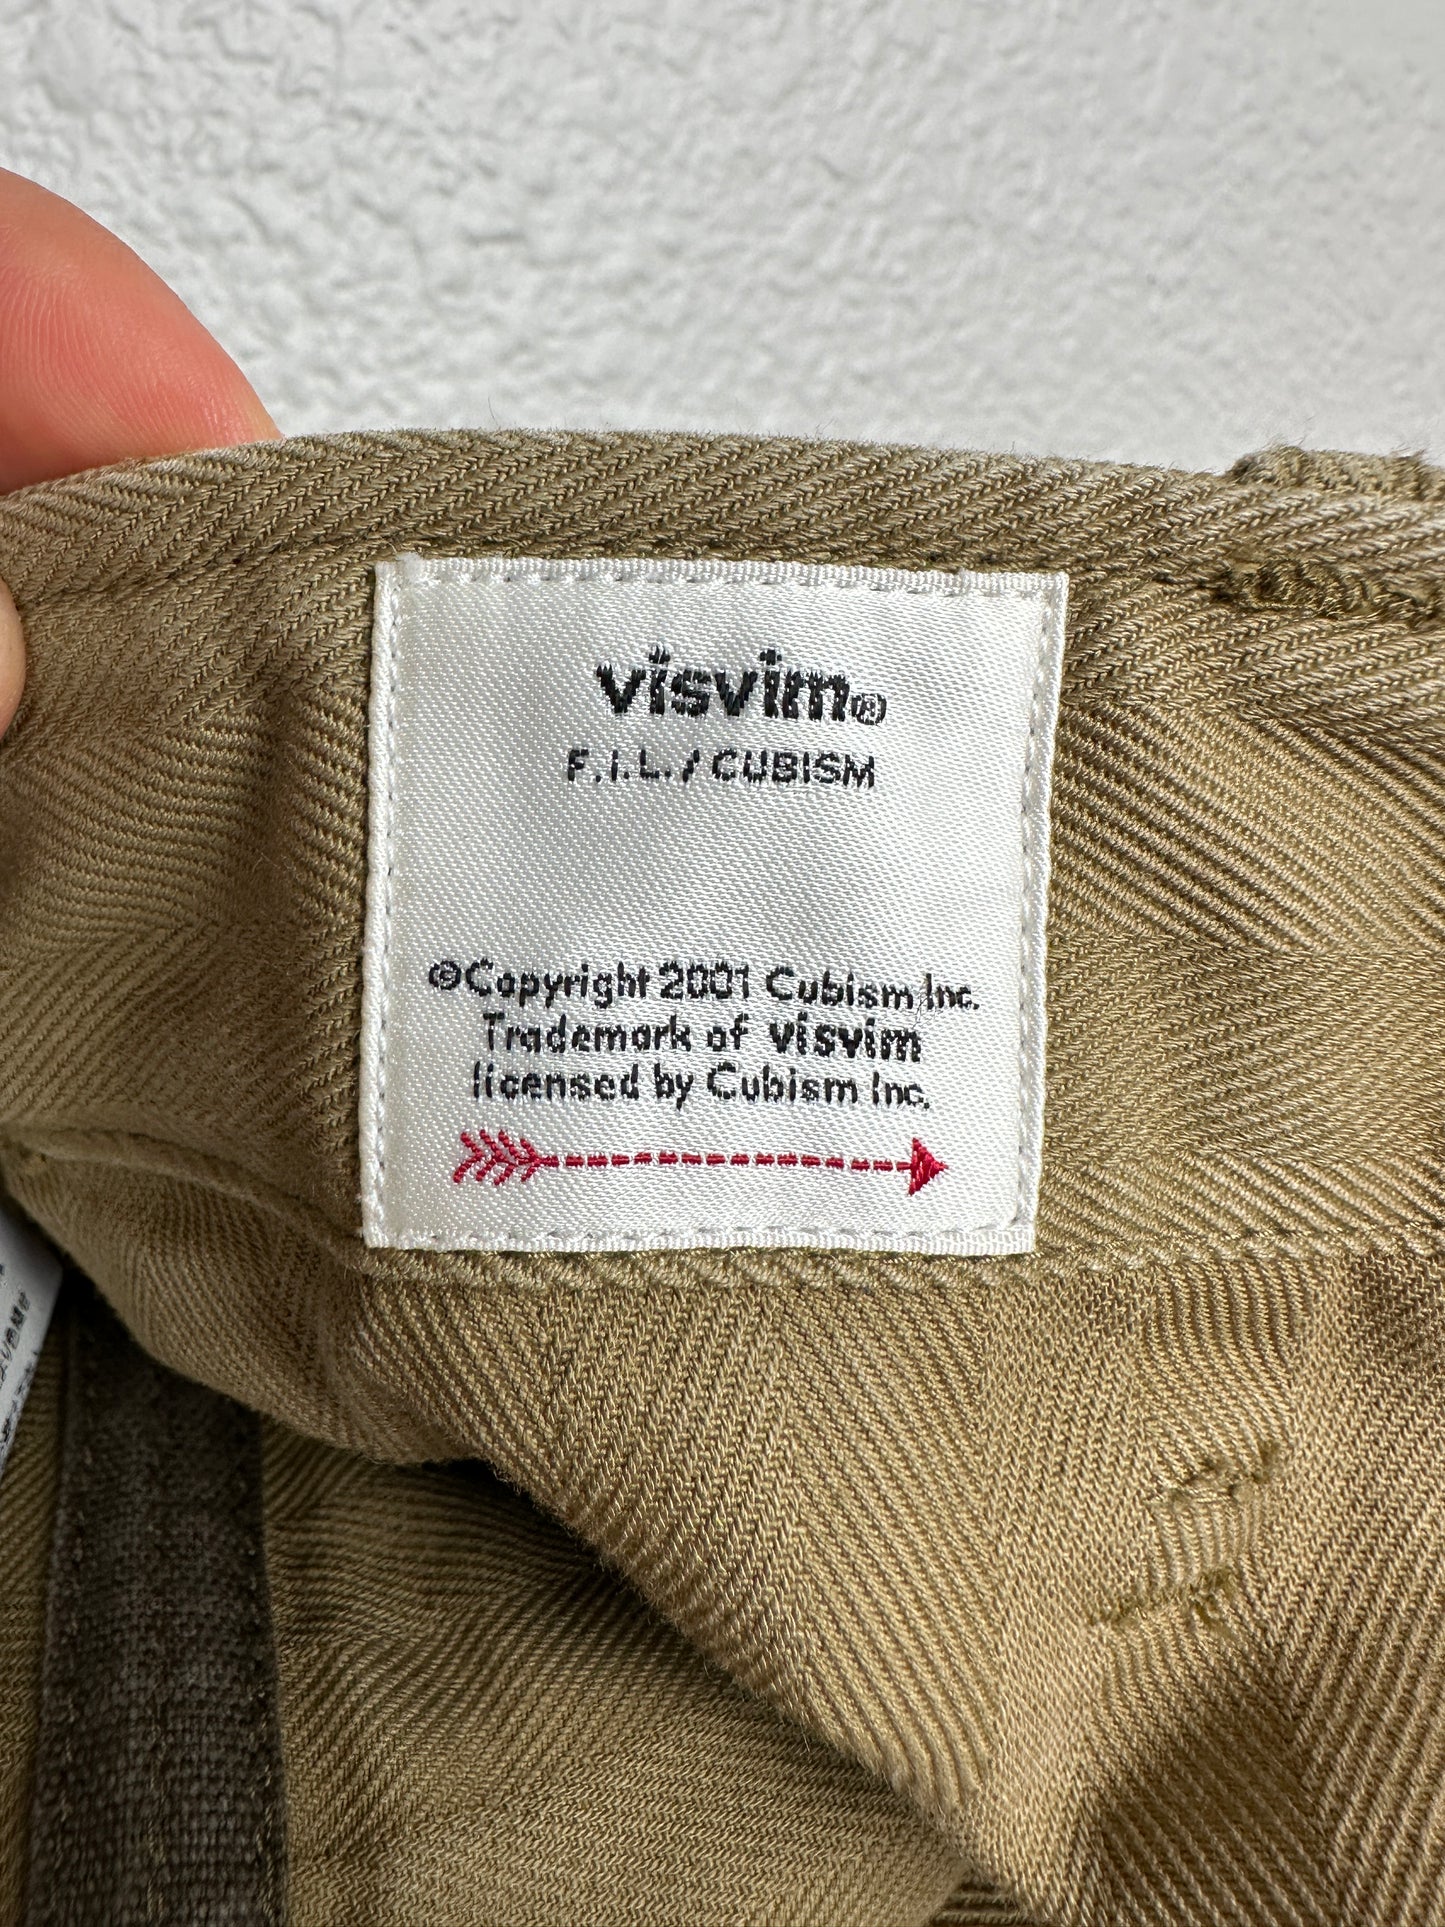 visvim®
F.I.L. / CUBISM
©Copyright 2001 Cubism Inc.
Trademark of visvim
licensed by Cubism Inc.